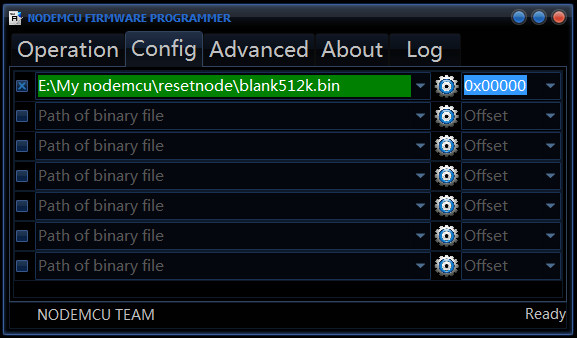 NODEMCU FIRMWARE PROGRAMMER
Operation Config Advanced About Log
E:\My nodemcu\resetnode\blank512k.bin 0x00000
Path of binary file Offset
Path of binary file Offset
Path of binary file Offset
Path of binary file Offset
Path of binary file Offset
Path of binary file Offset
NODEMCU TEAM Ready